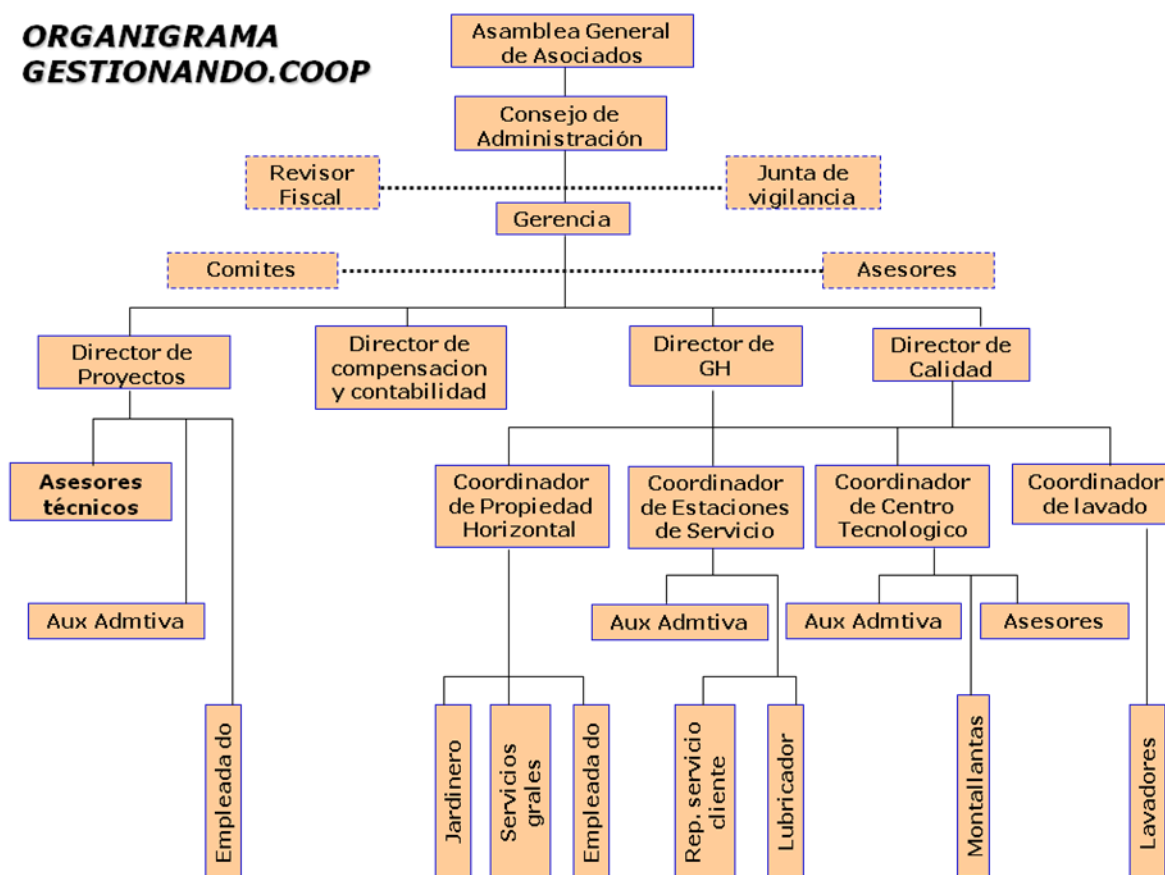 ORGANIGRAMA
GESTIONANDO.COOP
Asamblea General
de Asociados
Consejo de
Administración
Revisor
Fiscal
Junta de
vigilancia
Gerencia
Comites
Asesores
Director de
Proyectos
Director de
compensacion
y contabilidad
Director de
GH
Director de
Calidad
Asesores
técnicos
Coordinador
de Propiedad
Horizontal
Coordinador
de Estaciones
de Servicio
Coordinador
de Centro
Tecnologico
Coordinador
de lavado
Aux Admtiva
Aux Admtiva
Aux Admtiva
Asesores
Empleada do
Jardinero
Servicios
grales
Empleada do
Rep. servicio
cliente
Lubricador
Montallantas
Lavadores